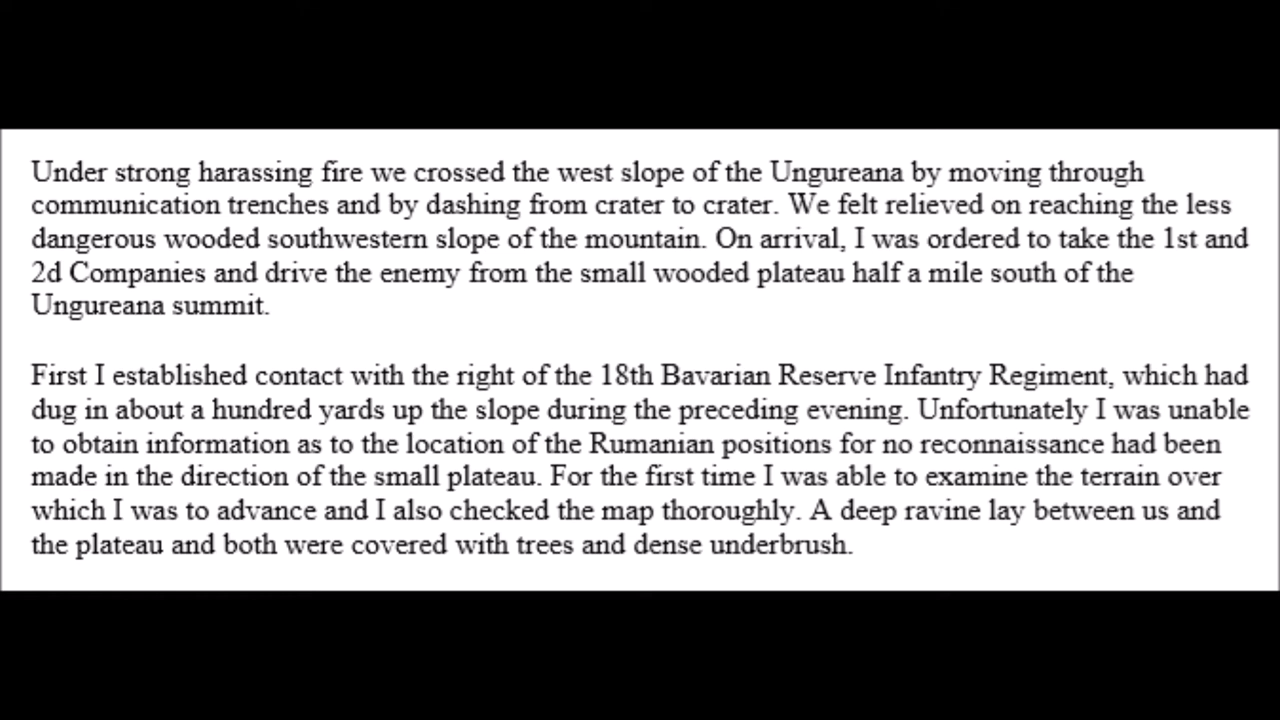 Under strong harassing fire we crossed the west slope of the Ungureana by moving through
communication trenches and by dashing from crater to crater. We felt relieved on reaching the less
dangerous wooded southwestern slope of the mountain. On arrival, I was ordered to take the 1st and
2d Companies and drive the enemy from the small wooded plateau half a mile south of the
Ungureana summit.
First I established contact with the right of the 18th Bavarian Reserve Infantry Regiment, which had
dug in about a hundred yards up the slope during the preceding evening. Unfortunately I was unable
to obtain information as to the location of the Rumanian positions for no reconnaissance had been
made in the direction of the small plateau. For the first time I was able to examine the terrain over
which I was to advance and I also checked the map thoroughly. A deep ravine lay between us and
the plateau and both were covered with trees and dense underbrush.